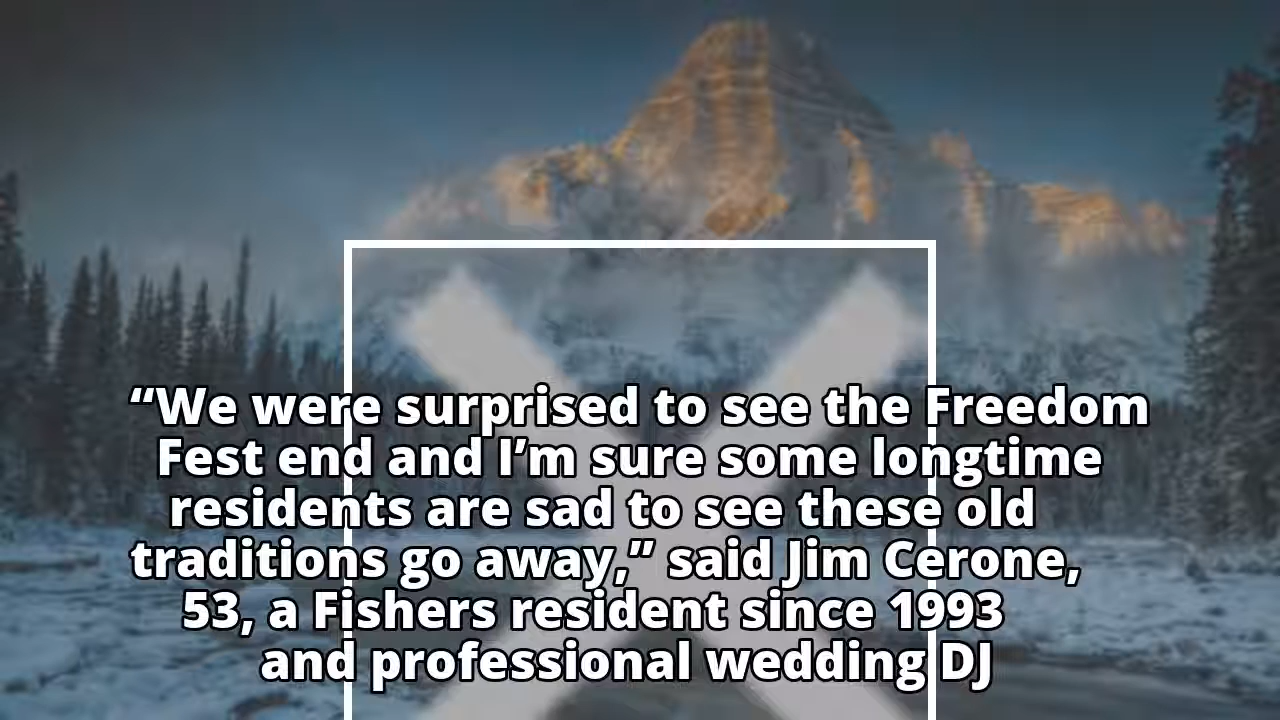 “We were surprised to see the Freedom
Fest end and I’m sure some longtime
residents are sad to see these old
traditions go away,” said Jim Cerone,
53, a Fishers resident since 1993
and professional wedding DJ